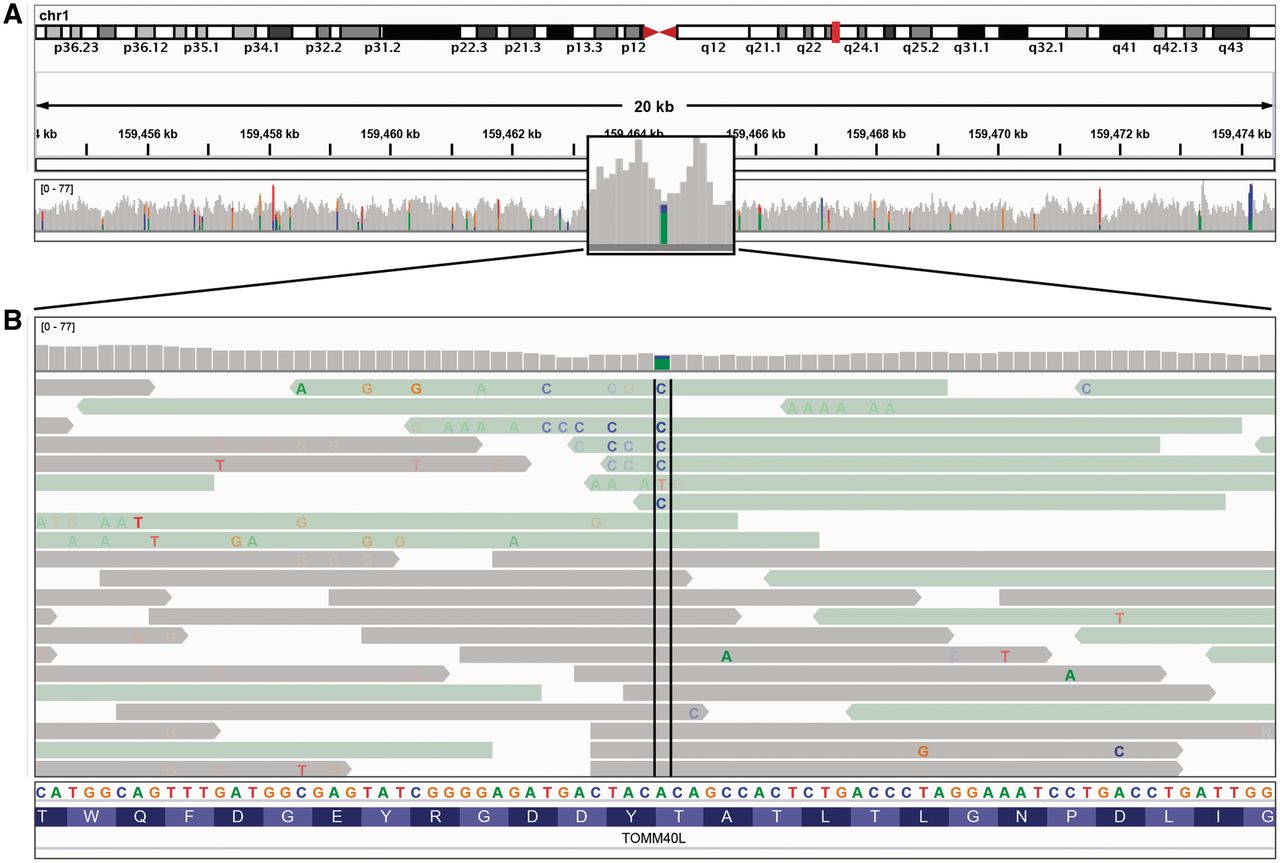 A
chr1
p36.23 p36.12 p35.1 p34.1 p32.2 p31.2 p22.3 p21.3 p13.3 p12 q12 q21.1 q22 q24.1 q25.2 q31.1 q32.1 q41 q42.13 q43
20 kb
4 kb 159,456 kb 159,458 kb 159,460 kb 159,462 kb 159,464 kb 159,466 kb 159,468 kb 159,470 kb 159,472 kb 159,474 kb
[0 - 77]
B
[0 - 77]
A G G A C C G C C
A A A A A A
G A A A A C C C C C
G G C C C C
T T C C C
A A A T G
C
A T G A A T G G
A A T G A G G A
G G G
T
G
A C T
A
C
G N
G C
T
CATGGCAGTTTGATGGCGAGTATCGGGGAGATGACTACACAGCCACTCTGACCCTAGGAAATCCTGACCTGATTGG
T W Q F D G E Y R G D D Y T A T L T L G N P D L I G
TOMM40L